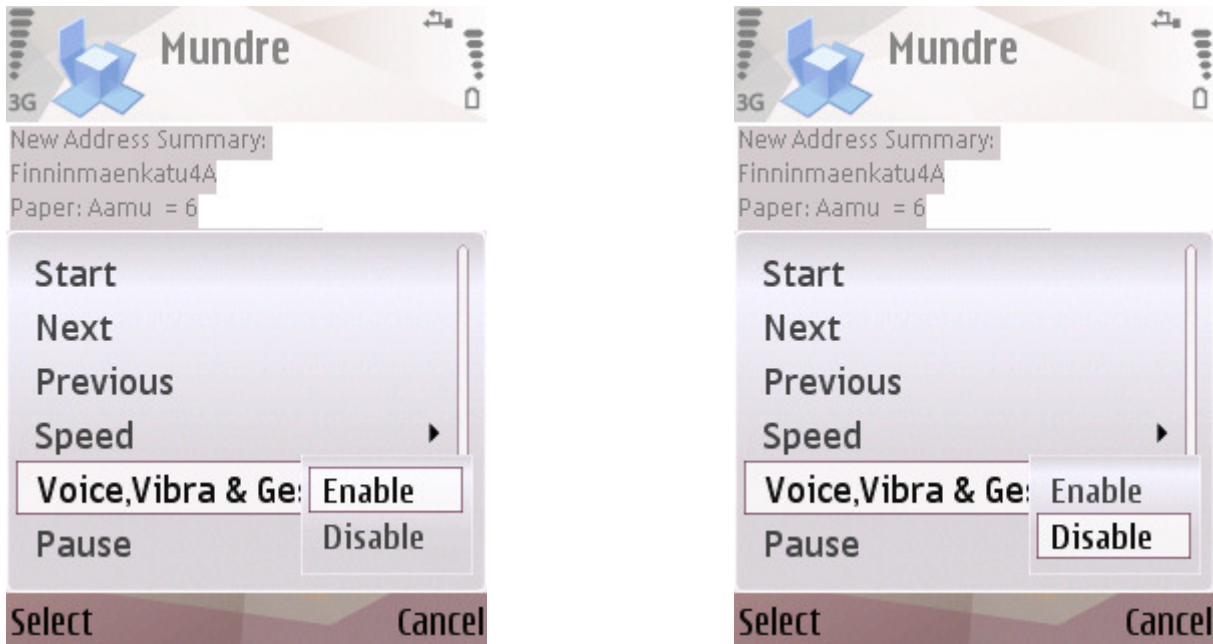 Mundre
3G
New Address Summary:
Finninmaenkatu4A
Paper: Aamu = 6
Start
Next
Previous
Speed
Voice,Vibra & Ges
Enable
Disable
Pause
Select Cancel
Mundre
3G
New Address Summary:
Finninmaenkatu4A
Paper: Aamu = 6
Start
Next
Previous
Speed
Voice,Vibra & Ges
Enable
Disable
Pause
Select Cancel